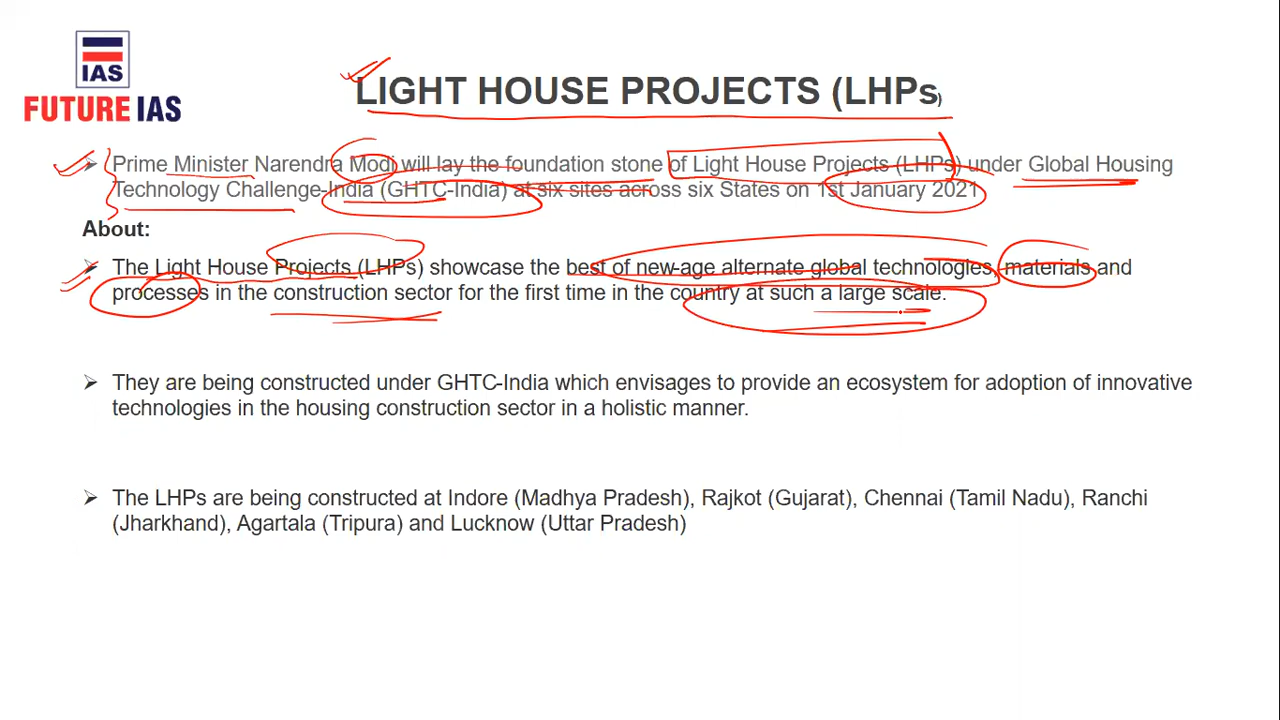 IAS
FUTURE IAS
LIGHT HOUSE PROJECTS (LHPs)
➢ Prime Minister Narendra Modi will lay the foundation stone of Light House Projects (LHPs) under Global Housing
Technology Challenge-India (GHTC-India) at six sites across six States on 1st January 2021
About:
➢ The Light House Projects (LHPs) showcase the best of new-age alternate global technologies, materials and
processes in the construction sector for the first time in the country at such a large scale.
➢ They are being constructed under GHTC-India which envisages to provide an ecosystem for adoption of innovative
technologies in the housing construction sector in a holistic manner.
➢ The LHPs are being constructed at Indore (Madhya Pradesh), Rajkot (Gujarat), Chennai (Tamil Nadu), Ranchi
(Jharkhand), Agartala (Tripura) and Lucknow (Uttar Pradesh)